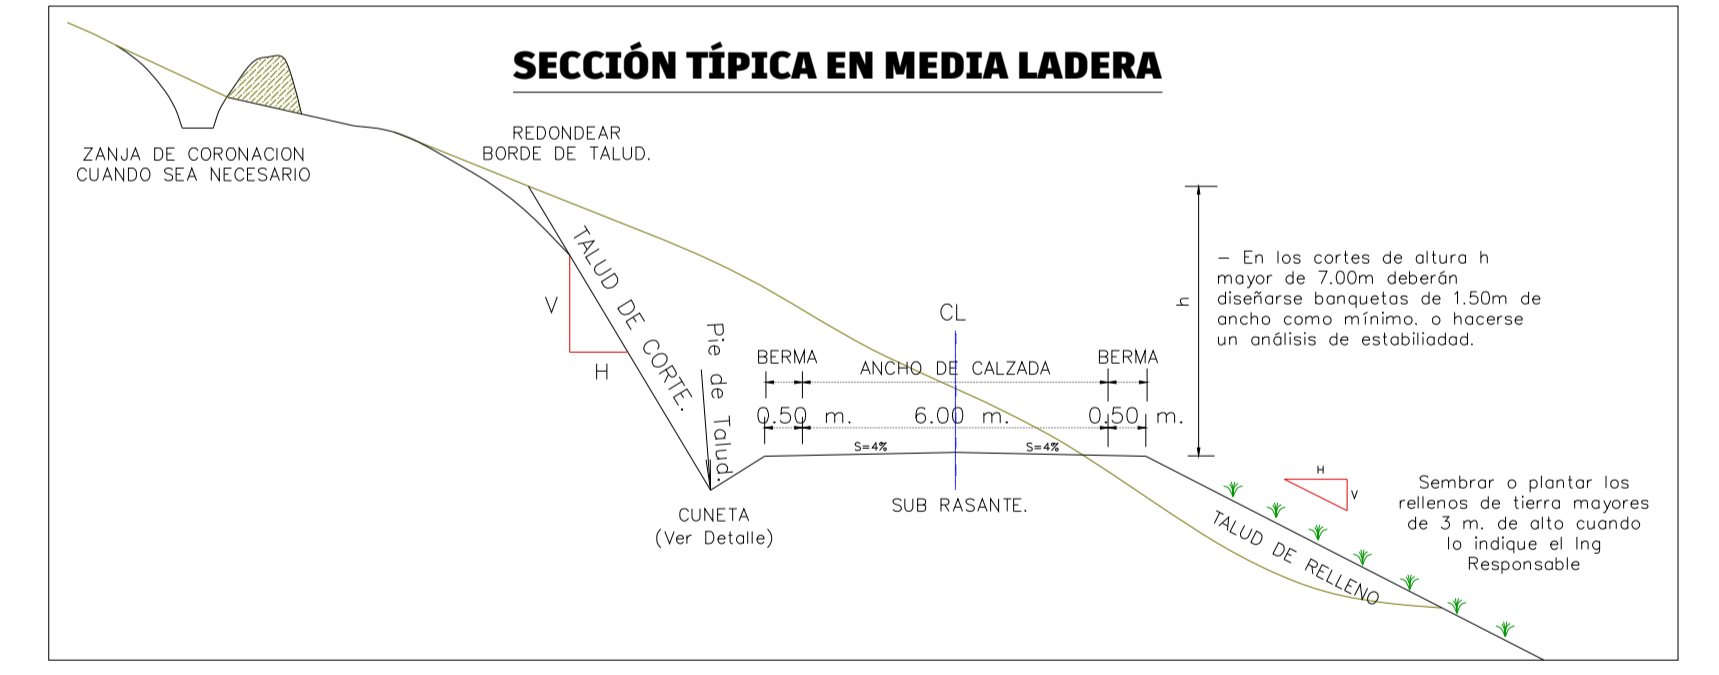 SECCIÓN TÍPICA EN MEDIA LADERA
ZANJA DE CORONACION
CUANDO SEA NECESARIO
REDONDEAR
BORDE DE TALUD.
TALUD DE CORTE.
V
H
Pie de Talud.
CUNETA
(Ver Detalle)
CL
BERMA
ANCHO DE CALZADA
BERMA
0.50 m.
6.00 m.
0.50 m.
S=4%
S=4%
SUB RASANTE.
h
– En los cortes de altura h
mayor de 7.00m deberán
diseñarse banquetas de 1.50m de
ancho como mínimo. o hacerse
un análisis de estabiliadad.
H
V
TALUD DE RELLENO
Sembrar o plantar los
rellenos de tierra mayores
de 3 m. de alto cuando
lo indique el Ing
Responsable